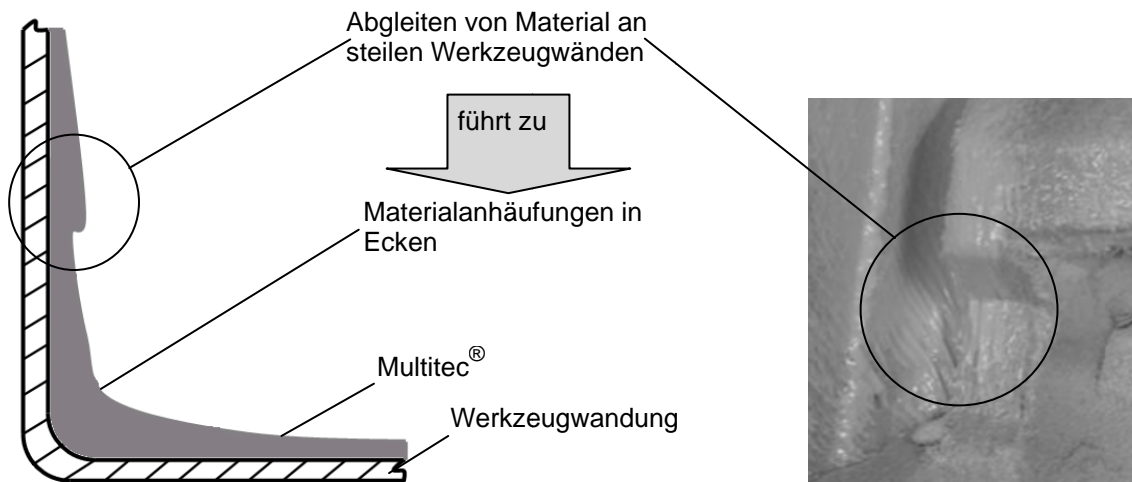 Abgleiten von Material an
steilen Werkzeugwänden
führt zu
Materialanhäufungen in
Ecken
Multitec®
Werkzeugwandung